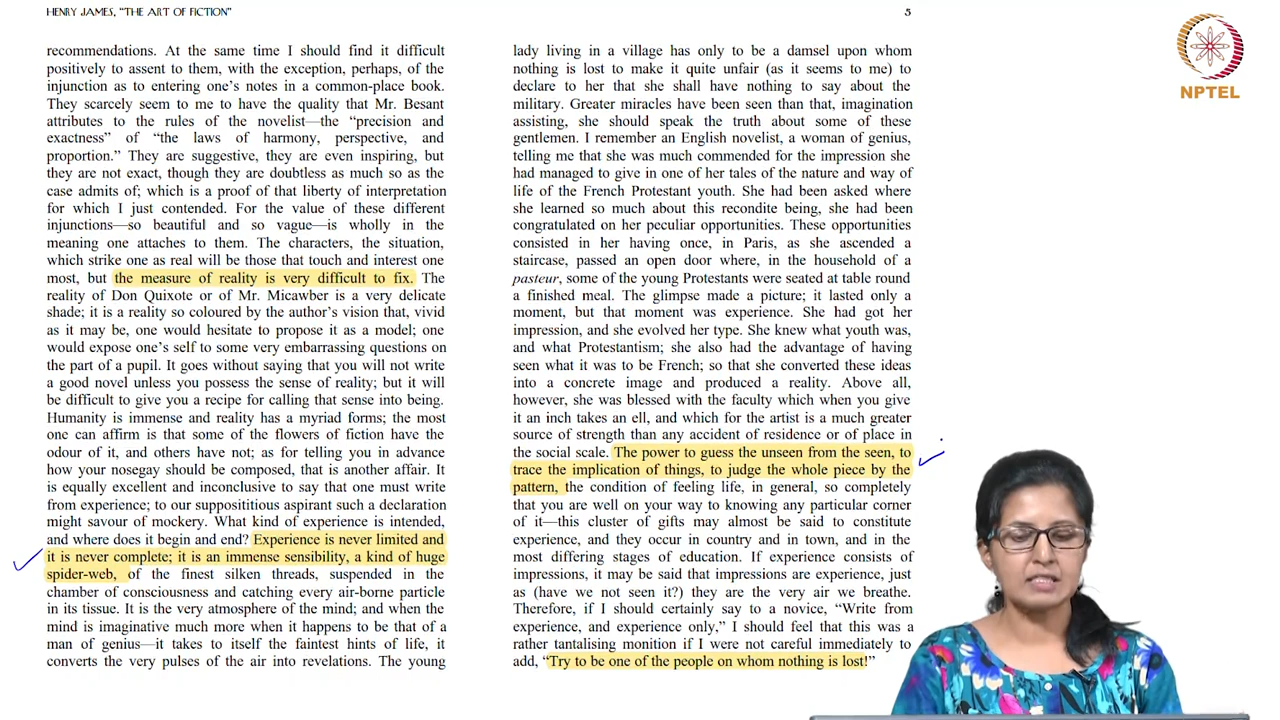 HENRY JAMES, "THE ART OF FICTION"
5
recommendations. At the same time I should find it difficult
positively to assent to them, with the exception, perhaps, of the
injunction as to entering one's notes in a common-place book.
They scarcely seem to me to have the quality that Mr. Besant
attributes to the rules of the novelist—the "precision and
exactness" of "the laws of harmony, perspective, and
proportion." They are suggestive, they are even inspiring, but
they are not exact, though they are doubtless as much so as the
case admits of; which is a proof of that liberty of interpretation
for which I just contended. For the value of these different
injunctions—so beautiful and so vague—is wholly in the
meaning one attaches to them. The characters, the situation,
which strike one as real will be those that touch and interest one
most, but the measure of reality is very difficult to fix. The
reality of Don Quixote or of Mr. Micawber is a very delicate
shade; it is a reality so coloured by the author's vision that, vivid
as it may be, one would hesitate to propose it as a model; one
would expose one's self to some very embarrassing questions on
the part of a pupil. It goes without saying that you will not write
a good novel unless you possess the sense of reality; but it will
be difficult to give you a recipe for calling that sense into being.
Humanity is immense and reality has a myriad forms; the most
one can affirm is that some of the flowers of fiction have the
odour of it, and others have not; as for telling you in advance
how your nosegay should be composed, that is another affair. It
is equally excellent and inconclusive to say that one must write
from experience; to our supposititious aspirant such a declaration
might savour of mockery. What kind of experience is intended,
and where does it begin and end? Experience is never limited and
it is never complete; it is an immense sensibility, a kind of huge
spider-web, of the finest silken threads, suspended in the
chamber of consciousness and catching every air-borne particle
in its tissue. It is the very atmosphere of the mind; and when the
mind is imaginative much more when it happens to be that of a
man of genius—it takes to itself the faintest hints of life, it
converts the very pulses of the air into revelations. The young
lady living in a village has only to be a damsel upon whom
nothing is lost to make it quite unfair (as it seems to me) to
declare to her that she shall have nothing to say about the
military. Greater miracles have been seen than that, imagination
assisting, she should speak the truth about some of these
gentlemen. I remember an English novelist, a woman of genius,
telling me that she was much commended for the impression she
had managed to give in one of her tales of the nature and way of
life of the French Protestant youth. She had been asked where
she learned so much about this recondite being, she had been
congratulated on her peculiar opportunities. These opportunities
consisted in her having once, in Paris, as she ascended a
staircase, passed an open door where, in the household of a
pasteur, some of the young Protestants were seated at table round
a finished meal. The glimpse made a picture; it lasted only a
moment, but that moment was experience. She had got her
impression, and she evolved her type. She knew what youth was,
and what Protestantism; she also had the advantage of having
seen what it was to be French; so that she converted these ideas
into a concrete image and produced a reality. Above all,
however, she was blessed with the faculty which when you give
it an inch takes an ell, and which for the artist is a much greater
source of strength than any accident of residence or of place in
the social scale. The power to guess the unseen from the seen, to
trace the implication of things, to judge the whole piece by the
pattern, the condition of feeling life, in general, so completely
that you are well on your way to knowing any particular corner
of it—this cluster of gifts may almost be said to constitute
experience, and they occur in country and in town, and in the
most differing stages of education. If experience consists of
impressions, it may be said that impressions are experience, just
as (have we not seen it?) they are the very air we breathe.
Therefore, if I should certainly say to a novice, "Write from
experience, and experience only," I should feel that this was a
rather tantalising monition if I were not careful immediately to
add, "Try to be one of the people on whom nothing is lost!"
NPTEL